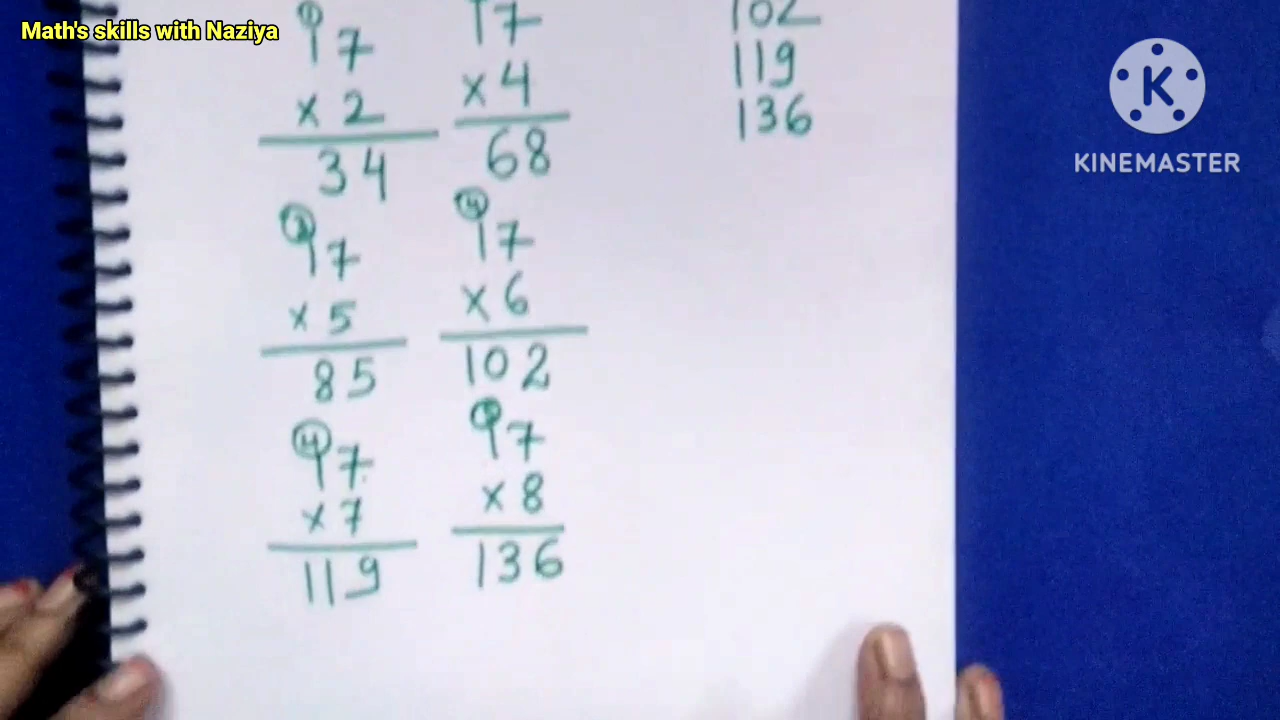 Math's skills with Naziya
17 17 102
× 2 × 4 119
34 68 136
17 17
× 5 × 6
85 102
④
17 17
× 7 × 8
119 136
K
KINEMASTER